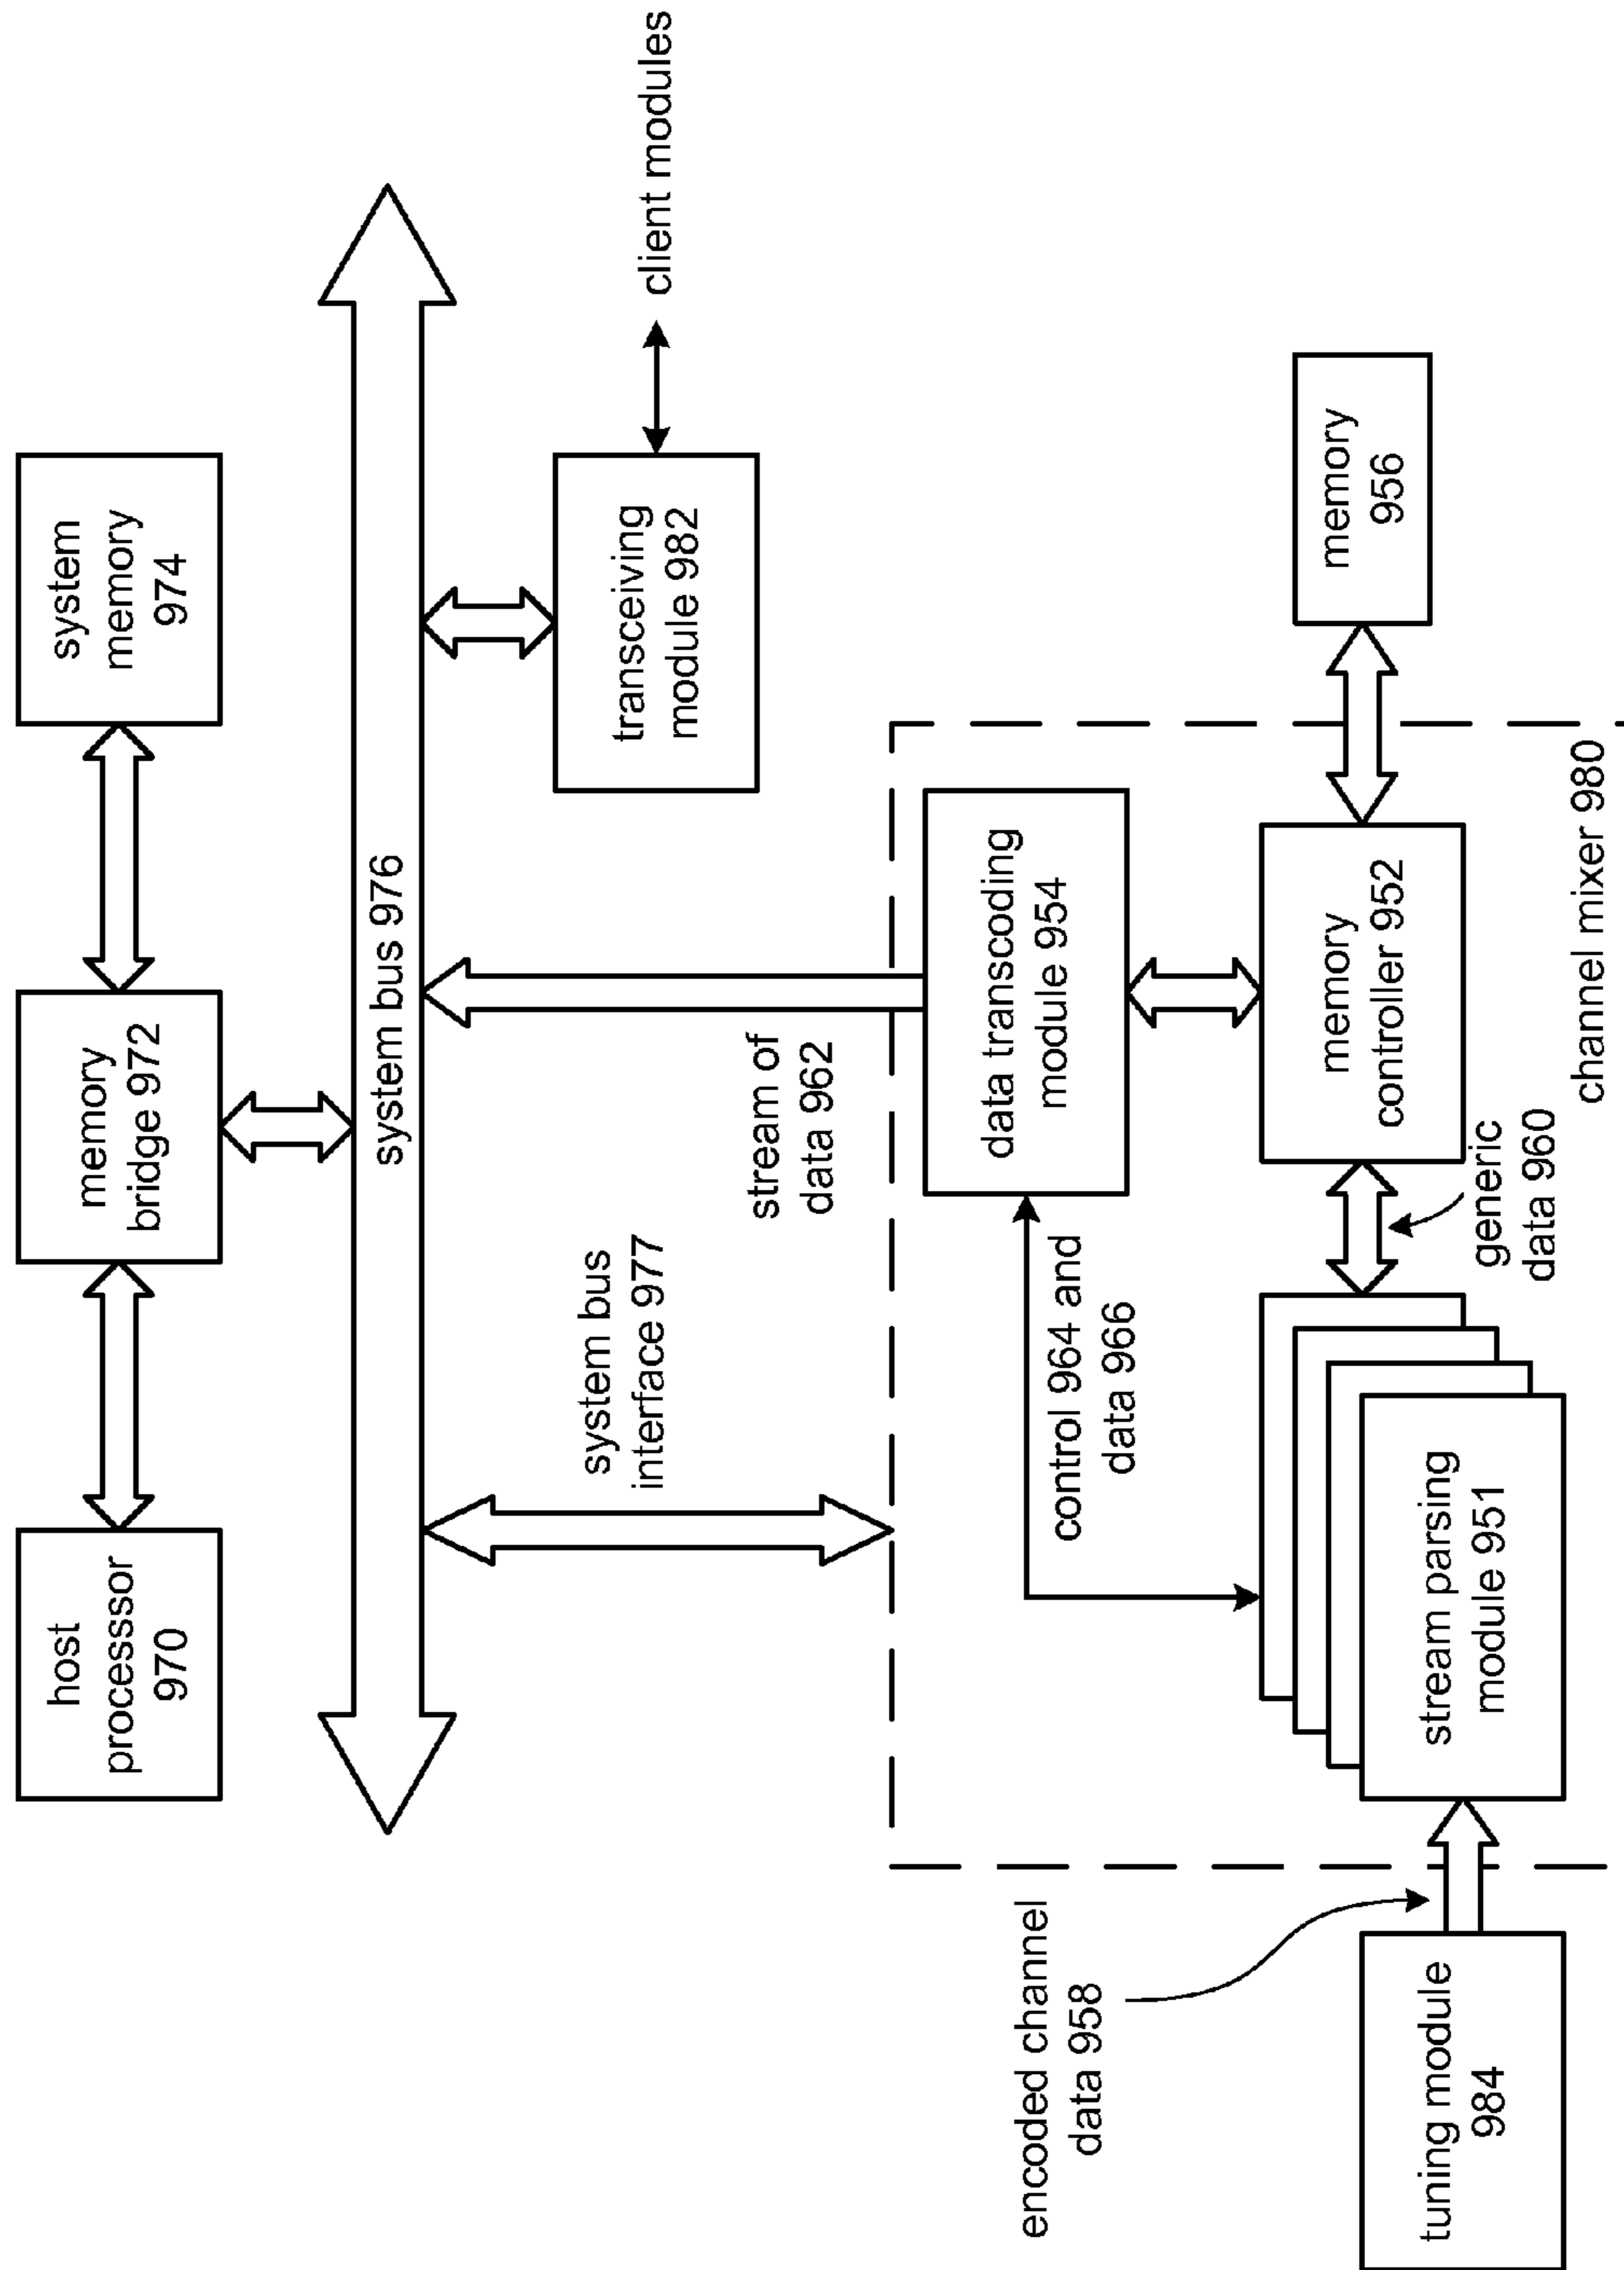 host
processsor
970
memory
bridge 972
system
memory
974
system bus 976
system bus
interface 977
stream of
data 962
transceiving
module 982
client modules
encoded channel
data 958
control 964 and
data 966
data transcoding
module 954
tuning module
984
stream parsing
module 951
generic
data 960
memory
controller 952
memory
956
channel mixer 980